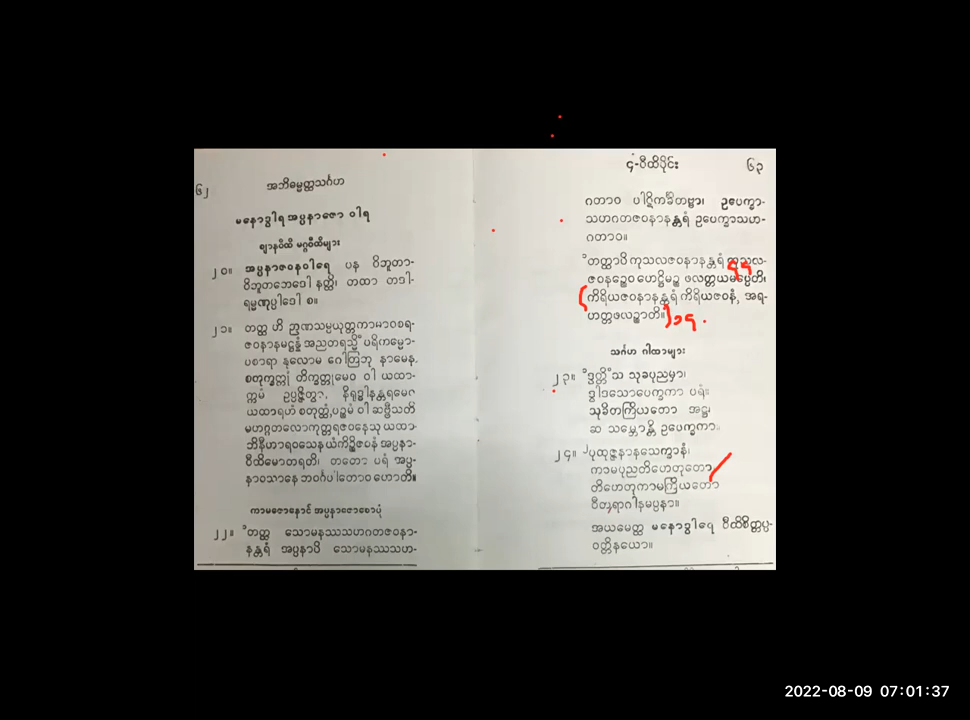 ၆၂
အဘိဓမ္မတ္ထသင်္ဂဟ
မနောဒွါရ အပ္ပနာဇော ဝါရ
ဈာနဝိထိ မဂ္ဂဝီထိများ
၂၀။ အပ္ပနာဇဝနဝါရေ ပန ဝိဘူတာ-
ဝိဘူတဘေဒေါ နတ္ထိ၊ တထာ တဒါ-
ရမ္မဏုပ္ပါဒေါ စ။
၂၁။ တတ္ထ ဟိ ဉာဏသမ္ပယုတ္တကာမာဝစရ-
ဇဝနာနမဋ္ဌန္နံ အညတရသ္မိံ ပရိကမ္မော-
ပစာရာ နုလောမ ဂေါတြဘု နာမေန,
စတုက္ခတ္တုံ တိက္ခတ္တုမေဝ ဝါ ယထာ-
က္ကမံ ဥပ္ပဇ္ဇိတွာ, နိရုဒ္ဓါနန္တရမေဝ
ယထာရဟံ စတုတ္ထံ,ပဉ္စမံ ဝါ ဆဗ္ဗီသတိ
မဟဂ္ဂတလောကုတ္တရဇဝနေသု ယထာ-
ဘိနီဟာရဝသေန ယံကိဉ္စိဇဝနံ အပ္ပနာ-
ဝီထိမောတရတိ၊ တတော ပရံ အပ္ပ-
နာဝသာနေ ဘဝင်္ဂပါတောဝ ဟောတိ။
ကာမဇောနောင် အပ္ပနာဇောစောပုံ
၂၂။ တတ္ထ သောမနဿသဟဂတဇဝနာ-
နန္တရံ အပ္ပနာပိ သောမနဿသဟ-
၄-ဝီထိပိုင်း ၆၃
ဂတာဝ ပါဋိကင်္ခိတဗ္ဗာ၊ ဥပေက္ခာ-
သဟဂတဇဝနာနန္တရံ ဥပေက္ခာသဟ-
ဂတာဝ။
တတ္ထာပိ ကုသလဇဝနာနန္တရံ ကုသလ-
ဇဝနဉ္စေဝ ဟေဋ္ဌိမဉ္စ ဖလတ္တယမပ္ပေတိ,
ကိရိယဇဝနာနန္တရံ ကိရိယဇဝနံ, အရ-
ဟတ္တဖလဉ္စာတိ။
သင်္ဂဟ ဂါထာများ
၂၃။ ဒွတ္တိံသ သုခပုညမှာ၊
ဒွါဒသောပေက္ခကာ ပရံ၊
သုခိတကြိယတော အဋ္ဌ၊
ဆ သမ္ဘောန္တိ ဥပေက္ခကာ။
၂၄။ ပုထုဇ္ဇနာနသေက္ခာနံ၊
ကာမပုညတိဟေတုတော
တိဟေတုကာမကြိယတော
ဝီတရာဂါနမပ္ပနာ။
အယမေတ္ထ မနောဒွါရေ ဝီထိစိတ္တပ္ပ-
ဝတ္တိနယော။
2022-08-09 07:01:37